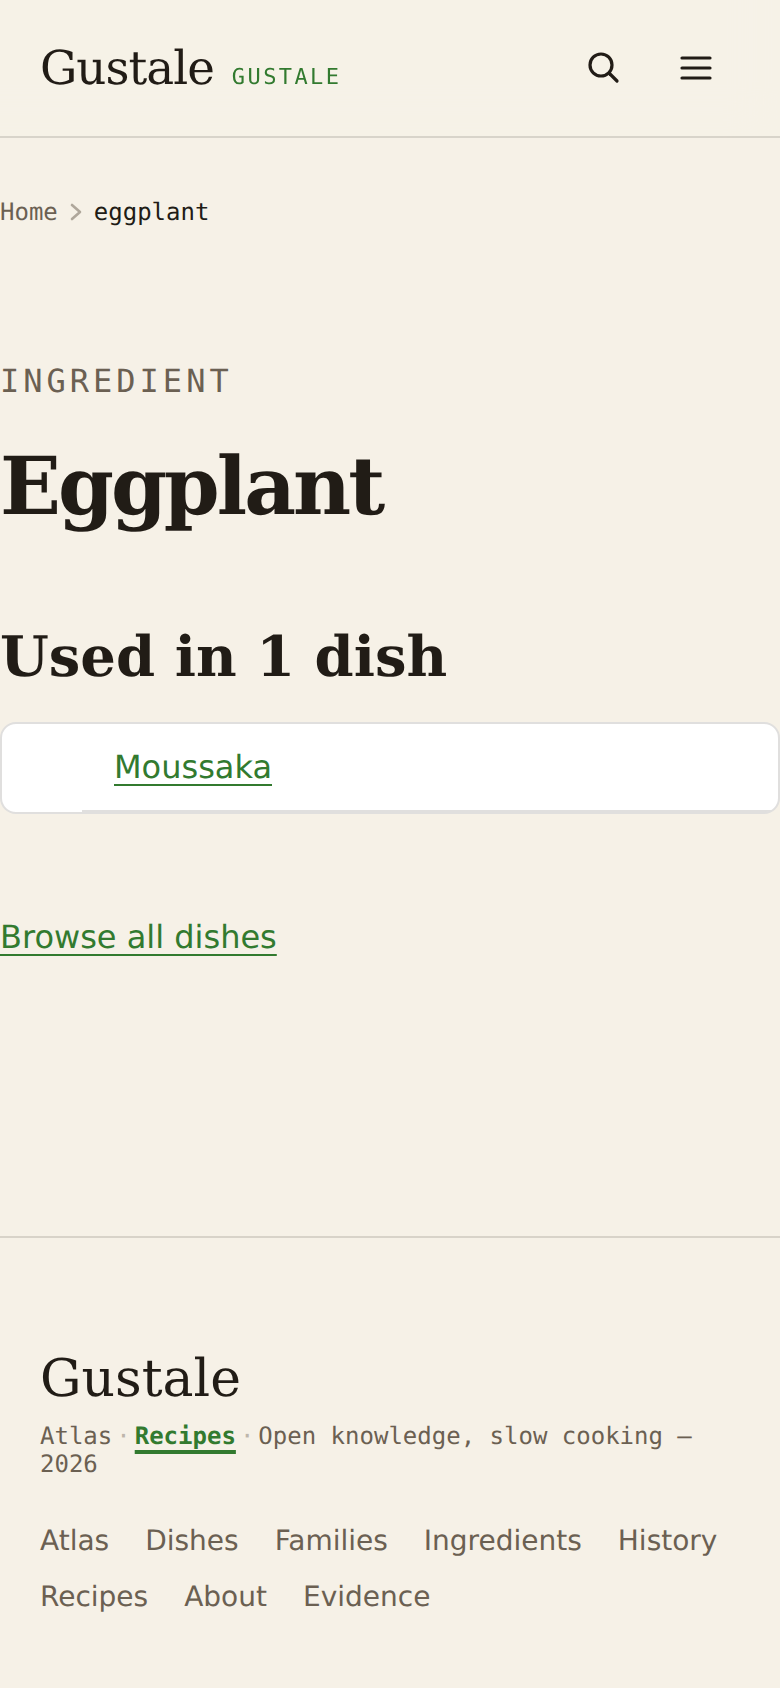 Gustale GUSTALE
Home > eggplant
INGREDIENT
Eggplant
Used in 1 dish
Moussaka
Browse all dishes
Gustale
Atlas · Recipes · Open knowledge, slow cooking —
2026
Atlas Dishes Families Ingredients History
Recipes About Evidence